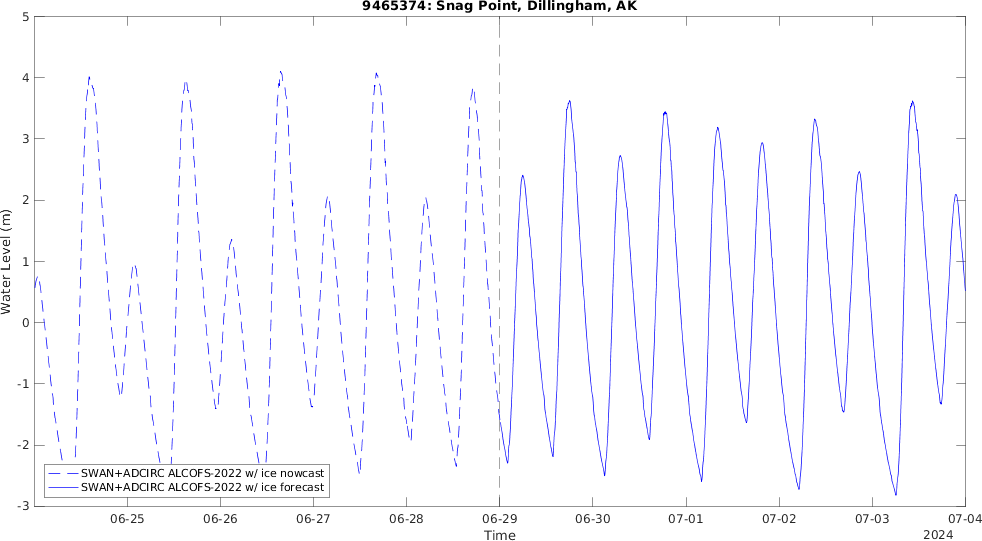 9465374: Snag Point, Dillingham, AK
5
4
3
2
1
0
-1
-2
-3
Water Level (m)
SWAN+ADCIRC ALCOFS-2022 w/ ice nowcast
SWAN+ADCIRC ALCOFS-2022 w/ ice forecast
06-25 06-26 06-27 06-28 06-29 06-30 07-01 07-02 07-03 07-04
Time
2024